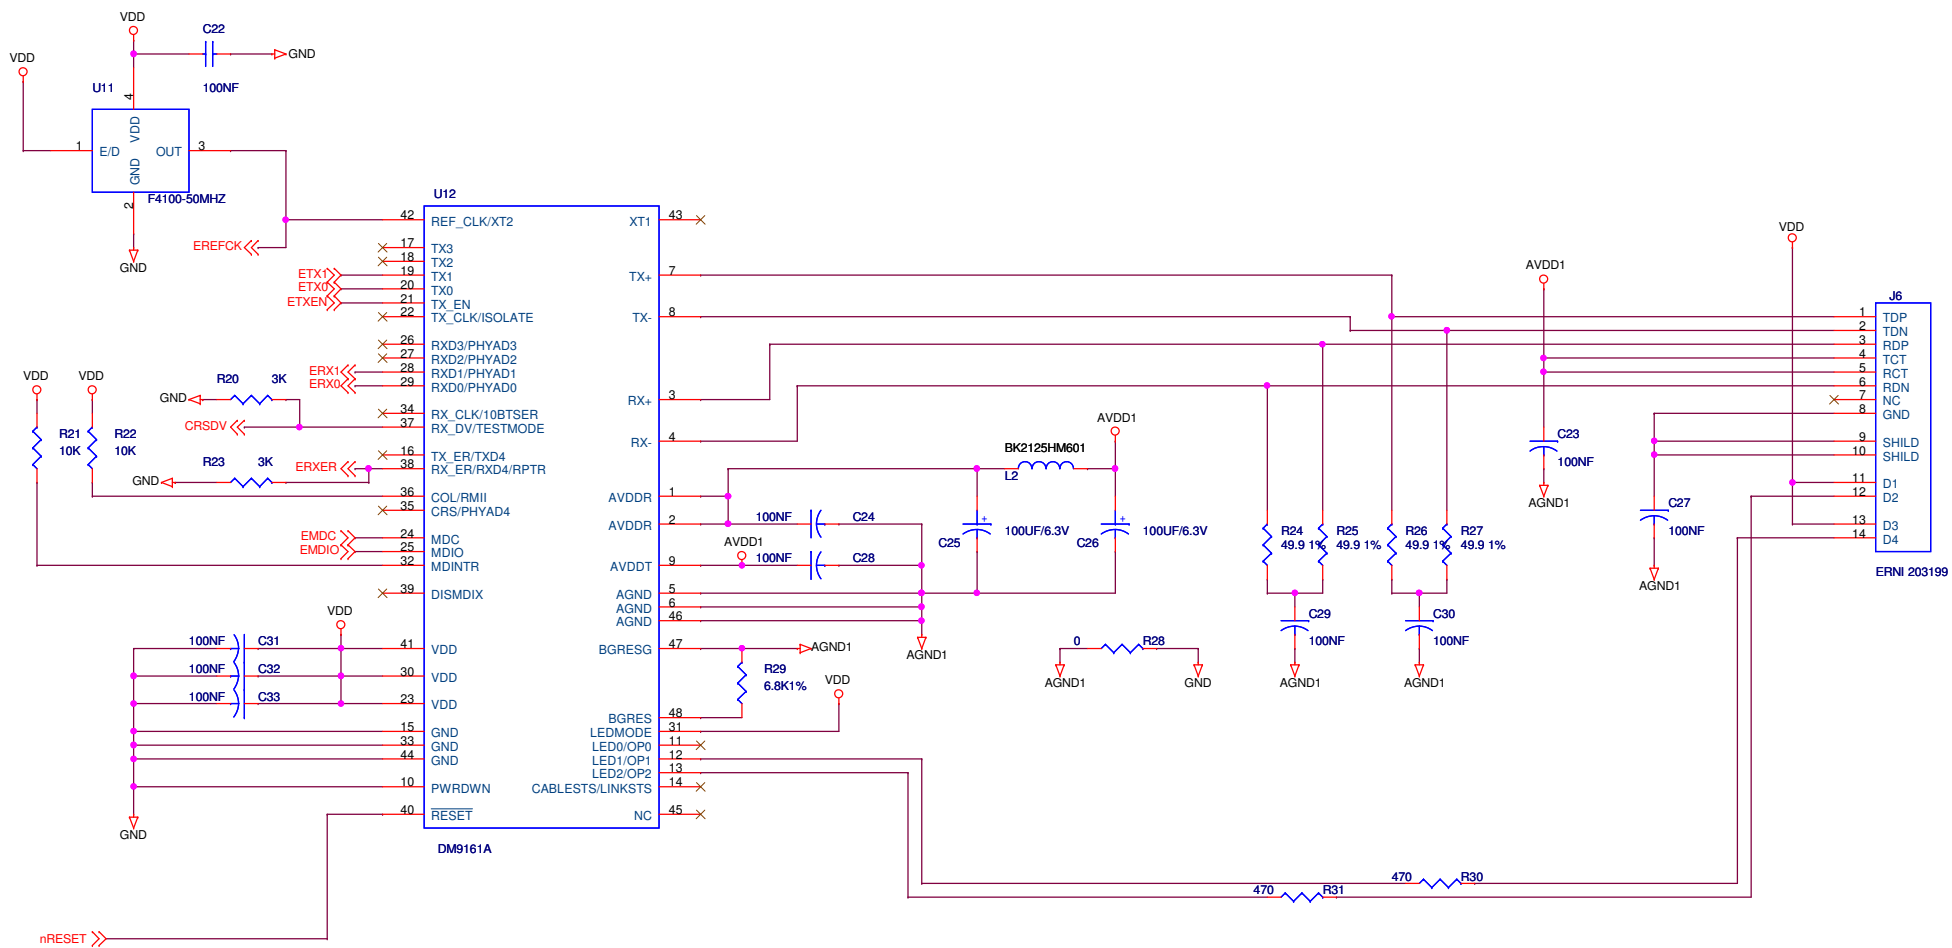 VDD
C22
GND
100NF
VDD
U11
4
VDD
1
E/D
OUT
3
GND
2
F4100-50MHZ
GND
EREFCK
U12
42
REF_CLK/XT2
17
TX3
18
TX2
ETX1
19
TX1
ETX0
20
TX0
ETXEN
21
TX_EN
22
TX_CLK/ISOLATE
26
RXD3/PHYAD3
27
RXD2/PHYAD2
ERX1
28
RXD1/PHYAD1
ERX0
29
RXD0/PHYAD0
VDD
VDD
R20
3K
GND
34
RX_CLK/10BTSER
CRSDV
37
RX_DV/TESTMODE
R21
10K
R22
10K
R23
3K
GND
16
TX_ER/TXD4
ERXER
38
RX_ER/RXD4/RPTR
36
COL/RMII
35
CRS/PHYAD4
EMDC
24
MDC
EMDIO
25
MDIO
32
MDINTR
39
DISMDIX
VDD
100NF
C31
41
VDD
100NF
C32
30
VDD
100NF
C33
23
VDD
15
GND
33
GND
44
GND
10
PWRDWN
GND
40
RESET
DM9161A
nRESET
XT1
43
TX+
7
TX-
8
RX+
3
RX-
4
AVDDR
1
AVDDR
2
AVDDT
9
AGND
5
AGND
6
AGND
46
BGRESG
47
BGRES
48
LEDMODE
31
LED0/OP0
11
LED1/OP1
12
LED2/OP2
13
CABLESTS/LINKSTS
14
NC
45
100NF
C24
AVDD1
100NF
C28
AVDD1
BK2125HM601
L2
+
100UF/6.3V
C25
+
100UF/6.3V
C26
AGND1
AGND1
R29
6.8K1%
VDD
0
R28
AGND1
GND
R24
49.9 1%
R25
49.9 1%
R26
49.9 1%
R27
49.9 1%
C29
100NF
AGND1
C30
100NF
AGND1
AVDD1
C23
100NF
AGND1
C27
100NF
AGND1
VDD
J6
1
TDP
2
TDN
3
RDP
4
TCT
5
RCT
6
RDN
7
NC
8
GND
9
SHILD
10
SHILD
11
D1
12
D2
13
D3
14
D4
ERNI 203199
470
R30
470
R31